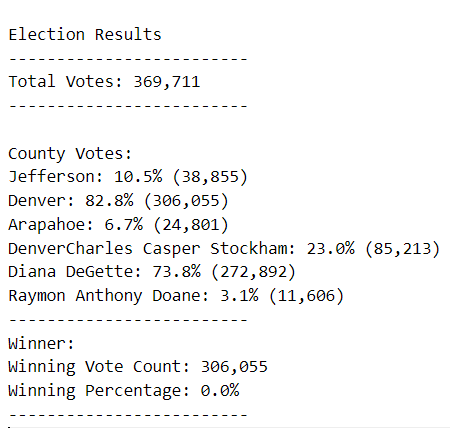 Election Results
-------------------------
Total Votes: 369,711
-------------------------
County Votes:
Jefferson: 10.5% (38,855)
Denver: 82.8% (306,055)
Arapahoe: 6.7% (24,801)
DenverCharles Casper Stockham: 23.0% (85,213)
Diana DeGette: 73.8% (272,892)
Raymon Anthony Doane: 3.1% (11,606)
-------------------------
Winner:
Winning Vote Count: 306,055
Winning Percentage: 0.0%
-------------------------